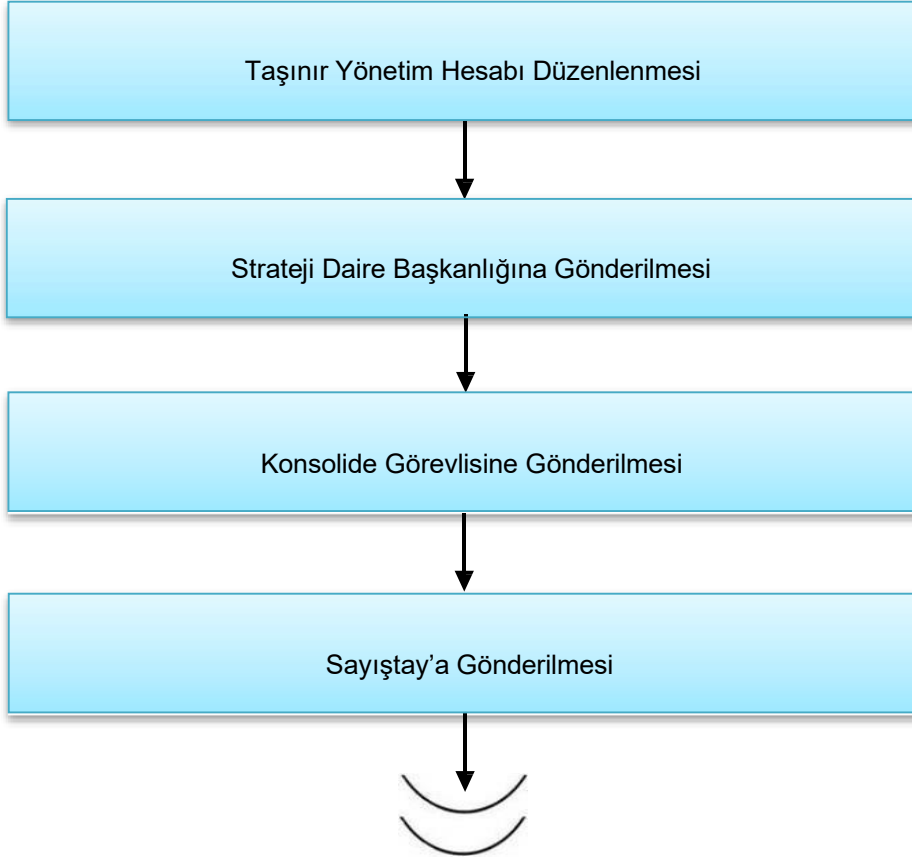 Taşınır Yönetim Hesabı Düzenlenmesi
Strateji Daire Başkanlığına Gönderilmesi
Konsolide Görevlisine Gönderilmesi
Sayıştay’a Gönderilmesi